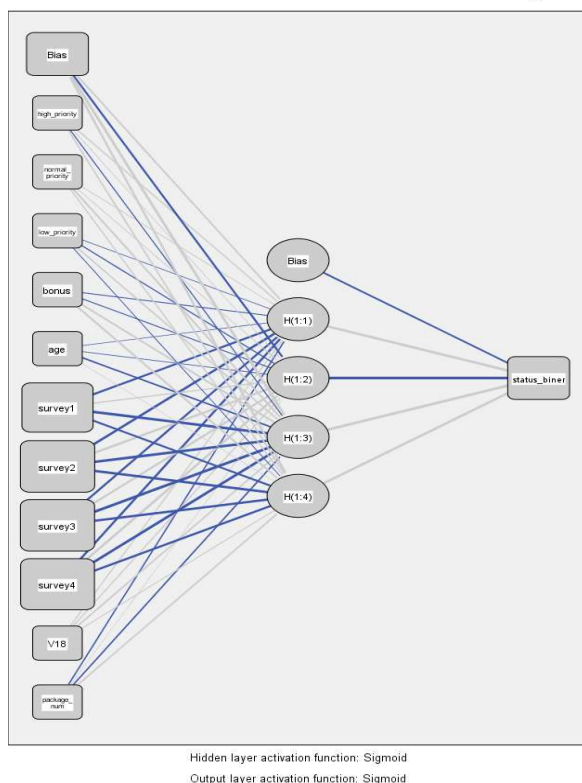 Bias
high_priority
normal_
priority
low_priority
bonus
age
survey1
survey2
survey3
survey4
V18
package_
num
Bias
H(1:1)
H(1:2)
H(1:3)
H(1:4)
status_biner
Hidden layer activation function: Sigmoid
Output layer activation function: Sigmoid